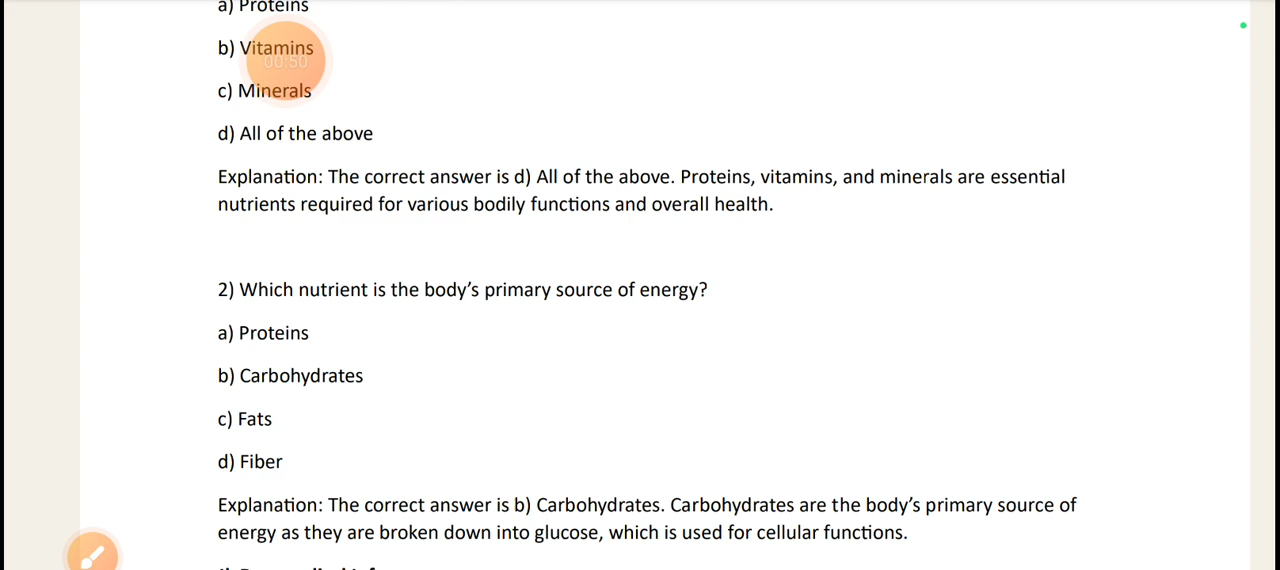 a) Proteins
b) Vitamins
00:50
c) Minerals
d) All of the above
Explanation: The correct answer is d) All of the above. Proteins, vitamins, and minerals are essential
nutrients required for various bodily functions and overall health.
2) Which nutrient is the body’s primary source of energy?
a) Proteins
b) Carbohydrates
c) Fats
d) Fiber
Explanation: The correct answer is b) Carbohydrates. Carbohydrates are the body’s primary source of
energy as they are broken down into glucose, which is used for cellular functions.